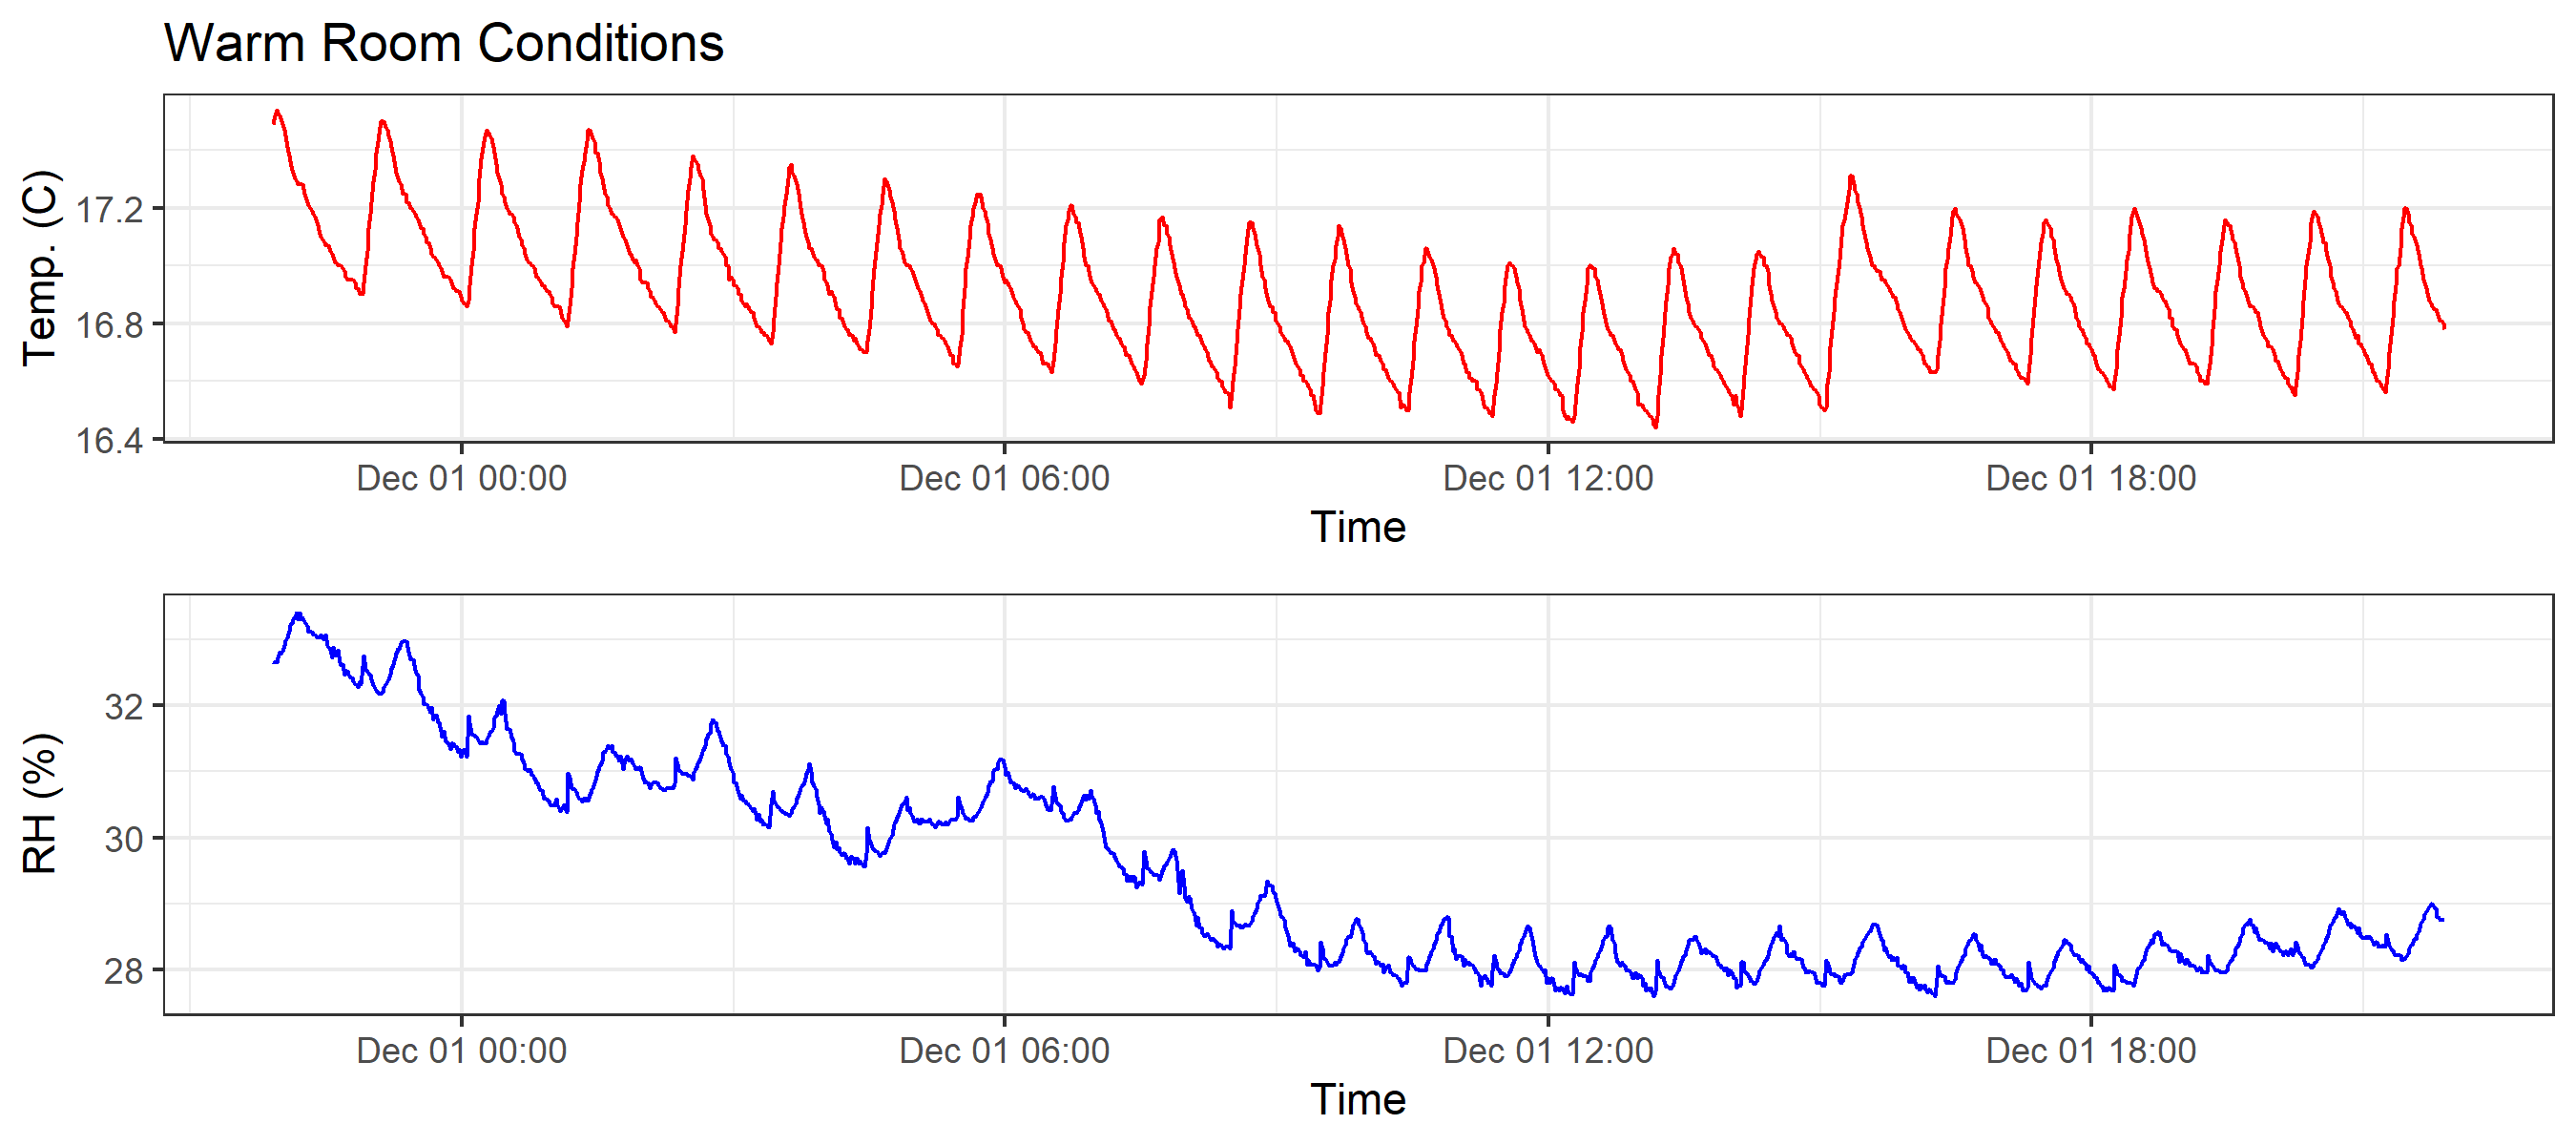 Warm Room Conditions
Temp. (C)
17.2
16.8
16.4
Dec 01 00:00 Dec 01 06:00 Dec 01 12:00 Dec 01 18:00
Time
RH (%)
32
30
28
Dec 01 00:00 Dec 01 06:00 Dec 01 12:00 Dec 01 18:00
Time